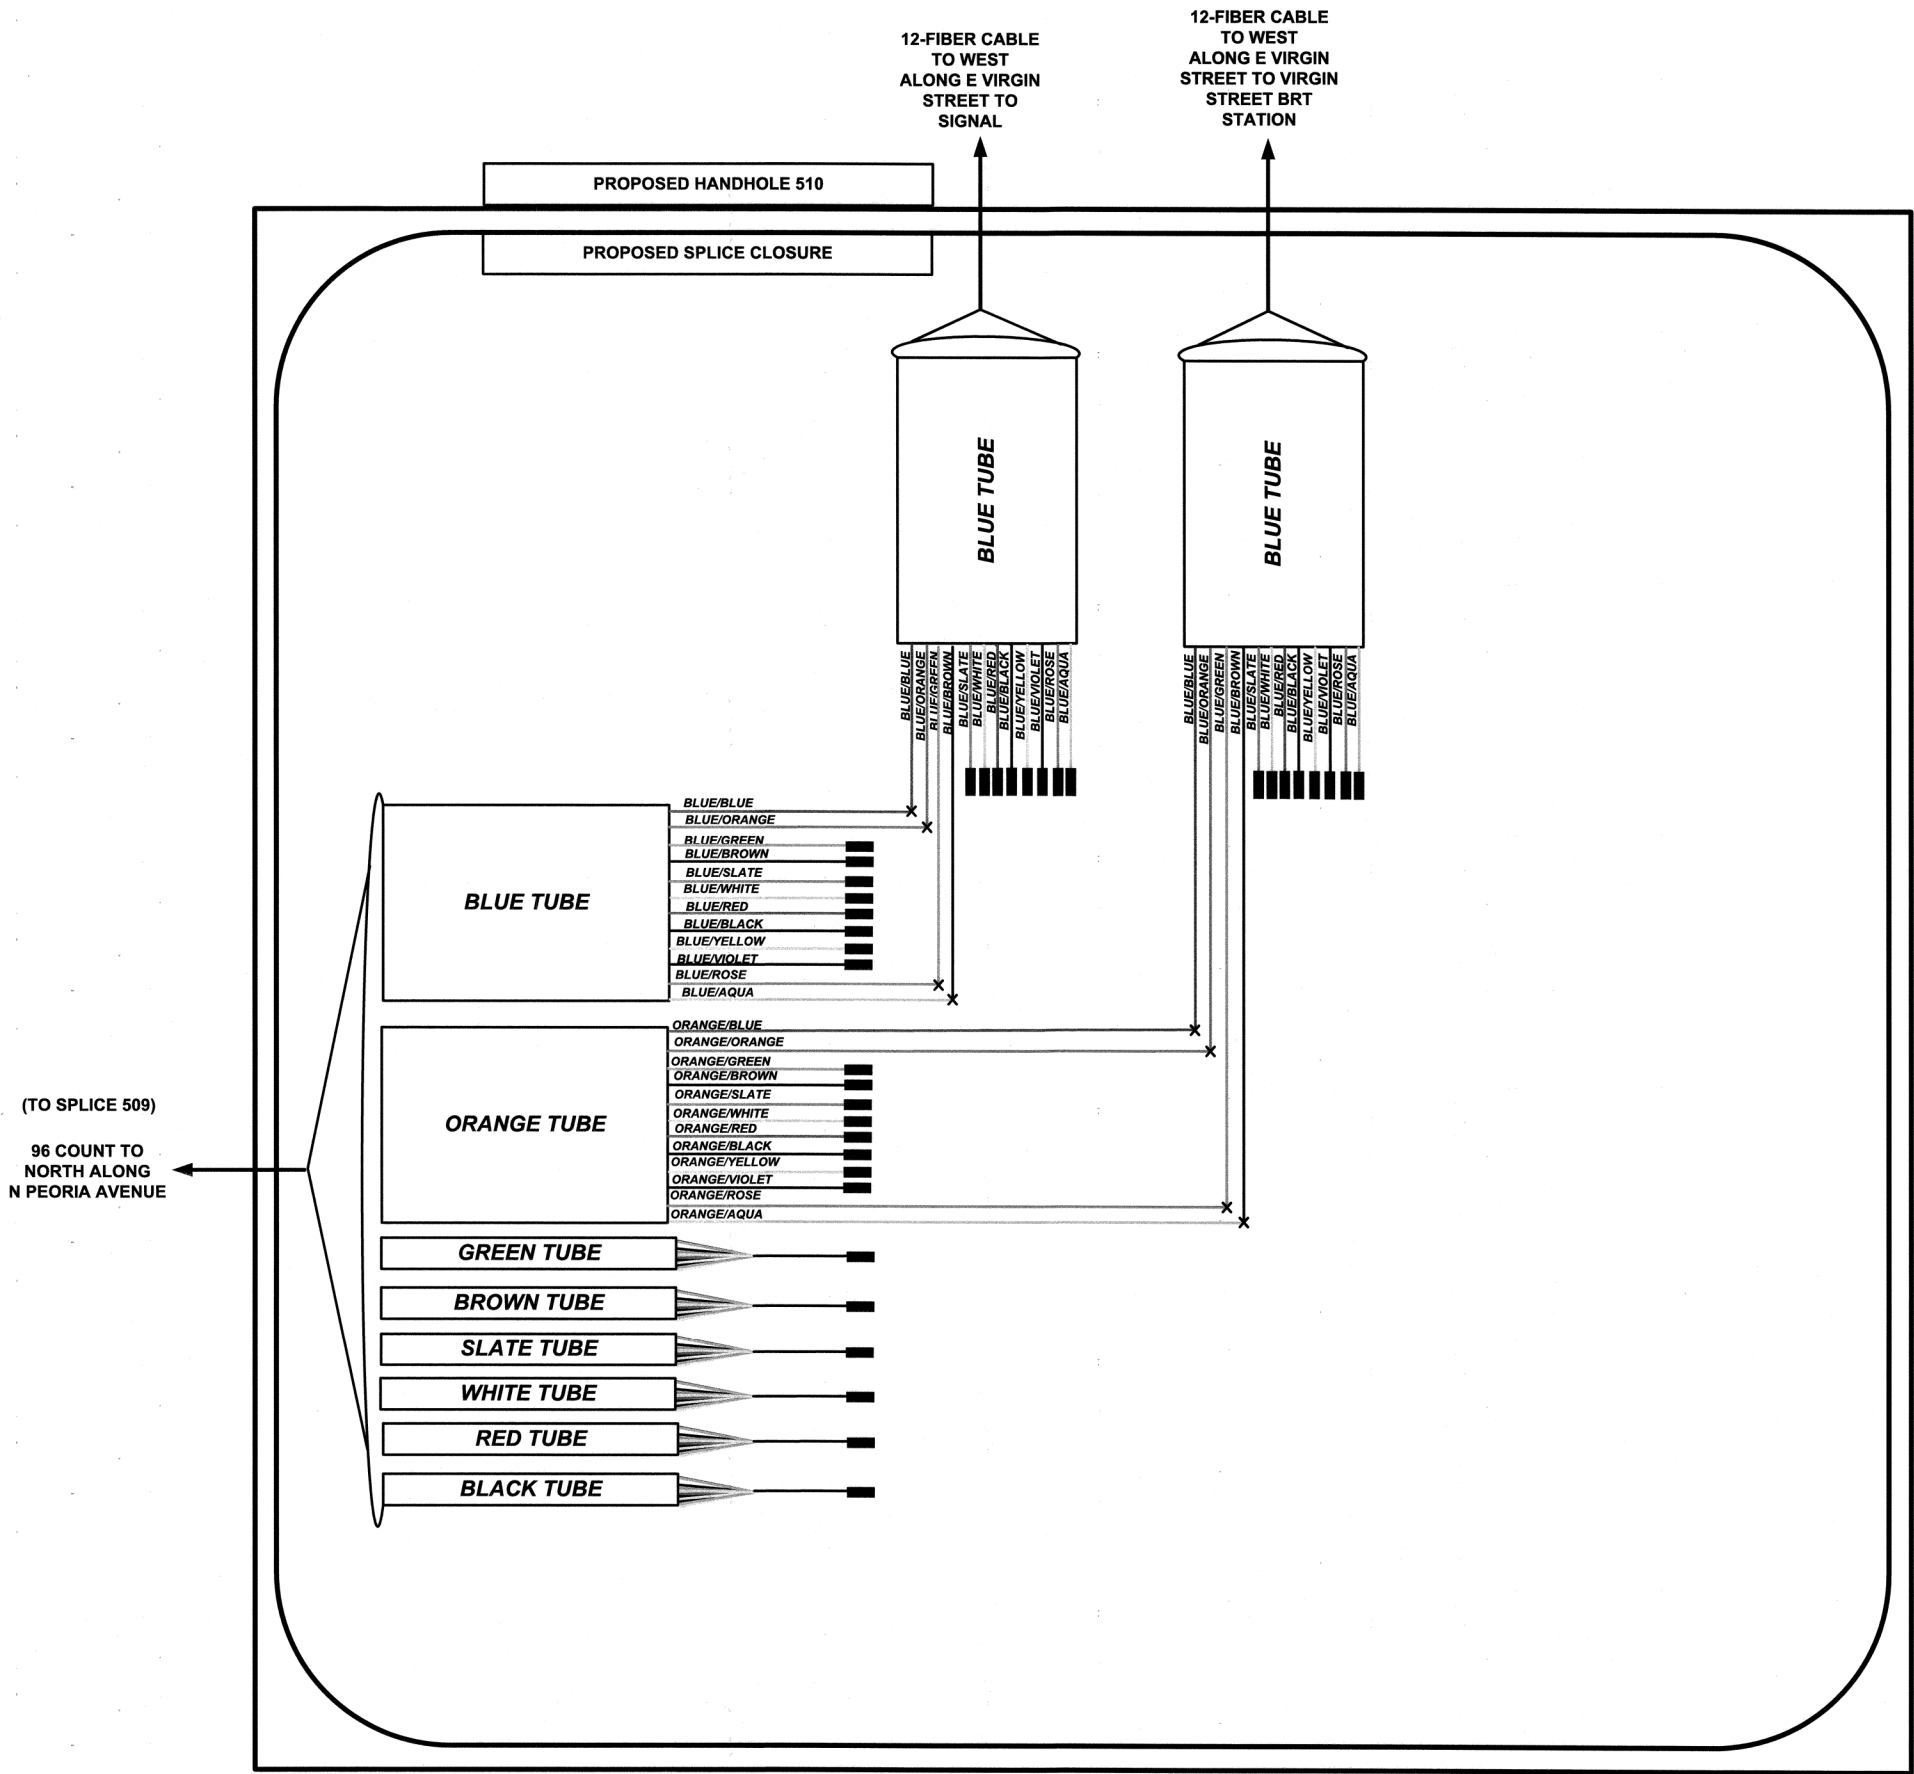 12-FIBER CABLE
TO WEST
ALONG E VIRGIN
STREET TO
SIGNAL
12-FIBER CABLE
TO WEST
ALONG E VIRGIN
STREET TO VIRGIN
STREET BRT
STATION
PROPOSED HANDHOLE 510
PROPOSED SPLICE CLOSURE
BLUE TUBE
BLUE TUBE
BLUE/BLUE
BLUE/ORANGE
BLUE/GREEN
BLUE/BROWN
BLUE/SLATE
BLUE/WHITE
BLUE/RED
BLUE/BLACK
BLUE/YELLOW
BLUE/VIOLET
BLUE/ROSE
BLUE/AQUA
BLUE/BLUE
BLUE/ORANGE
BLUE/GREEN
BLUE/BROWN
BLUE/SLATE
BLUE/WHITE
BLUE/RED
BLUE/BLACK
BLUE/YELLOW
BLUE/VIOLET
BLUE/ROSE
BLUE/AQUA
BLUE TUBE
BLUE/BLUE
BLUE/ORANGE
BLUE/GREEN
BLUE/BROWN
BLUE/SLATE
BLUE/WHITE
BLUE/RED
BLUE/BLACK
BLUE/YELLOW
BLUE/VIOLET
BLUE/ROSE
BLUE/AQUA
ORANGE TUBE
ORANGE/BLUE
ORANGE/ORANGE
ORANGE/GREEN
ORANGE/BROWN
ORANGE/SLATE
ORANGE/WHITE
ORANGE/RED
ORANGE/BLACK
ORANGE/YELLOW
ORANGE/VIOLET
ORANGE/ROSE
ORANGE/AQUA
(TO SPLICE 509)
96 COUNT TO
NORTH ALONG
N PEORIA AVENUE
GREEN TUBE
BROWN TUBE
SLATE TUBE
WHITE TUBE
RED TUBE
BLACK TUBE